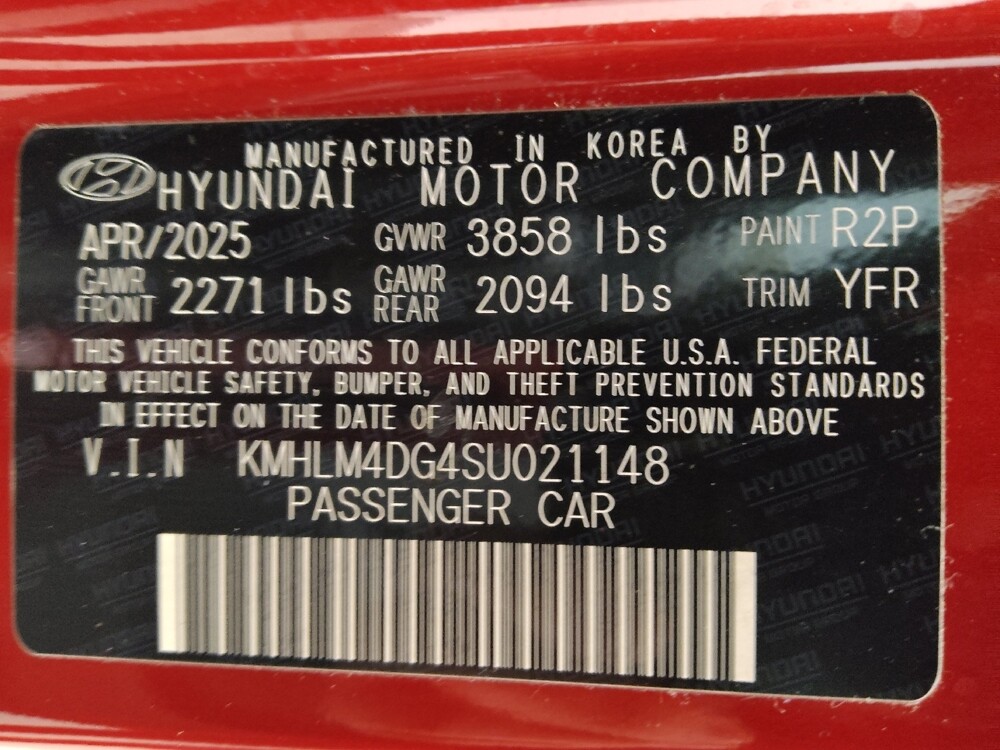 MANUFACTURED IN KOREA BY
HYUNDAI MOTOR COMPANY
APR/2025 GVWR 3858 lbs PAINT R2P
GAWR FRONT 2271 lbs GAWR REAR 2094 lbs TRIM YFR
THIS VEHICLE CONFORMS TO ALL APPLICABLE U.S.A. FEDERAL
MOTOR VEHICLE SAFETY, BUMPER, AND THEFT PREVENTION STANDARDS
IN EFFECT ON THE DATE OF MANUFACTURE SHOWN ABOVE
V.I.N KMHLM4DG4SU021148
PASSENGER CAR